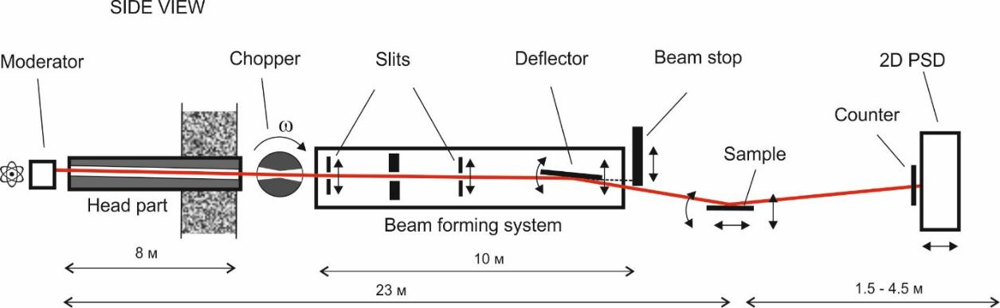 SIDE VIEW
Moderator
Chopper
Slits
Deflector
Beam stop
2D PSD
Counter
ω
Sample
Head part
Beam forming system
8 м
10 м
23 м
1.5 - 4.5 м